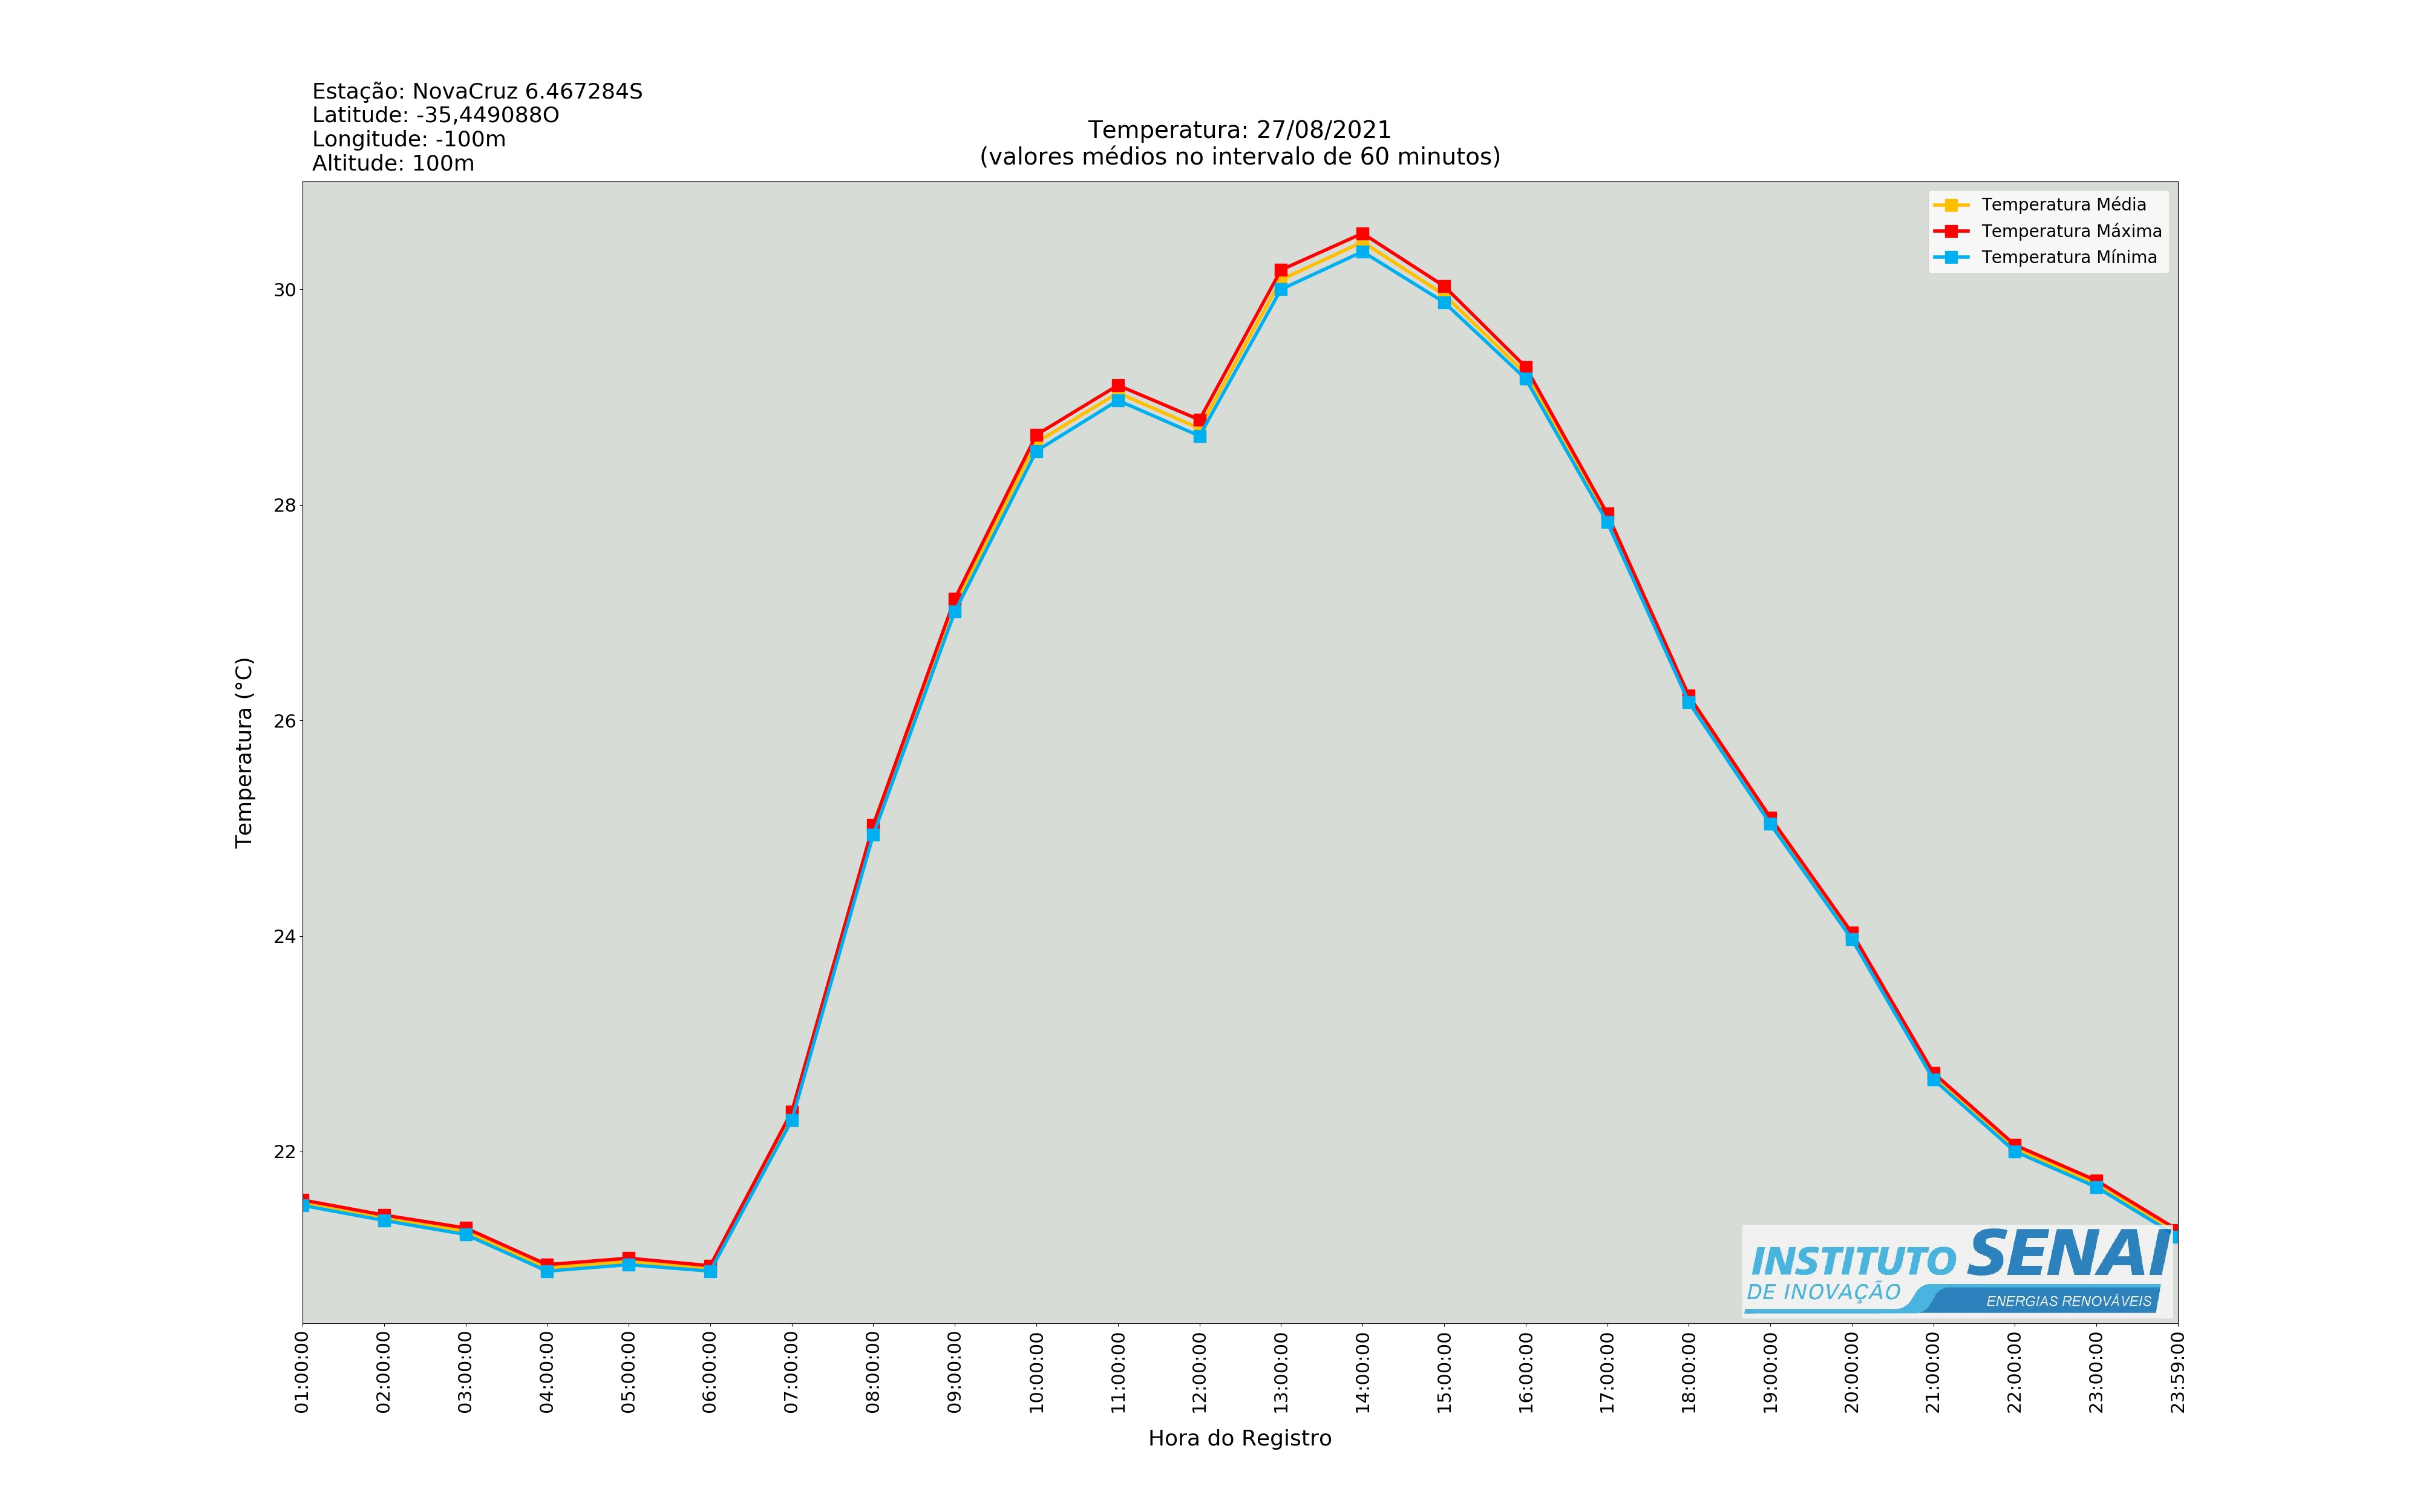 Estação: NovaCruz 6.467284S
Latitude: -35,449088O
Longitude: -100m
Altitude: 100m
Temperatura: 27/08/2021
(valores médios no intervalo de 60 minutos)
Temperatura Média
Temperatura Máxima
Temperatura Mínima
30
28
26
24
22
Temperatura (°C)
INSTITUTO SENAI
DE INOVAÇÃO
ENERGIAS RENOVÁVEIS
01:00:00
02:00:00
03:00:00
04:00:00
05:00:00
06:00:00
07:00:00
08:00:00
09:00:00
10:00:00
11:00:00
12:00:00
13:00:00
14:00:00
15:00:00
16:00:00
17:00:00
18:00:00
19:00:00
20:00:00
21:00:00
22:00:00
23:00:00
23:59:00
Hora do Registro